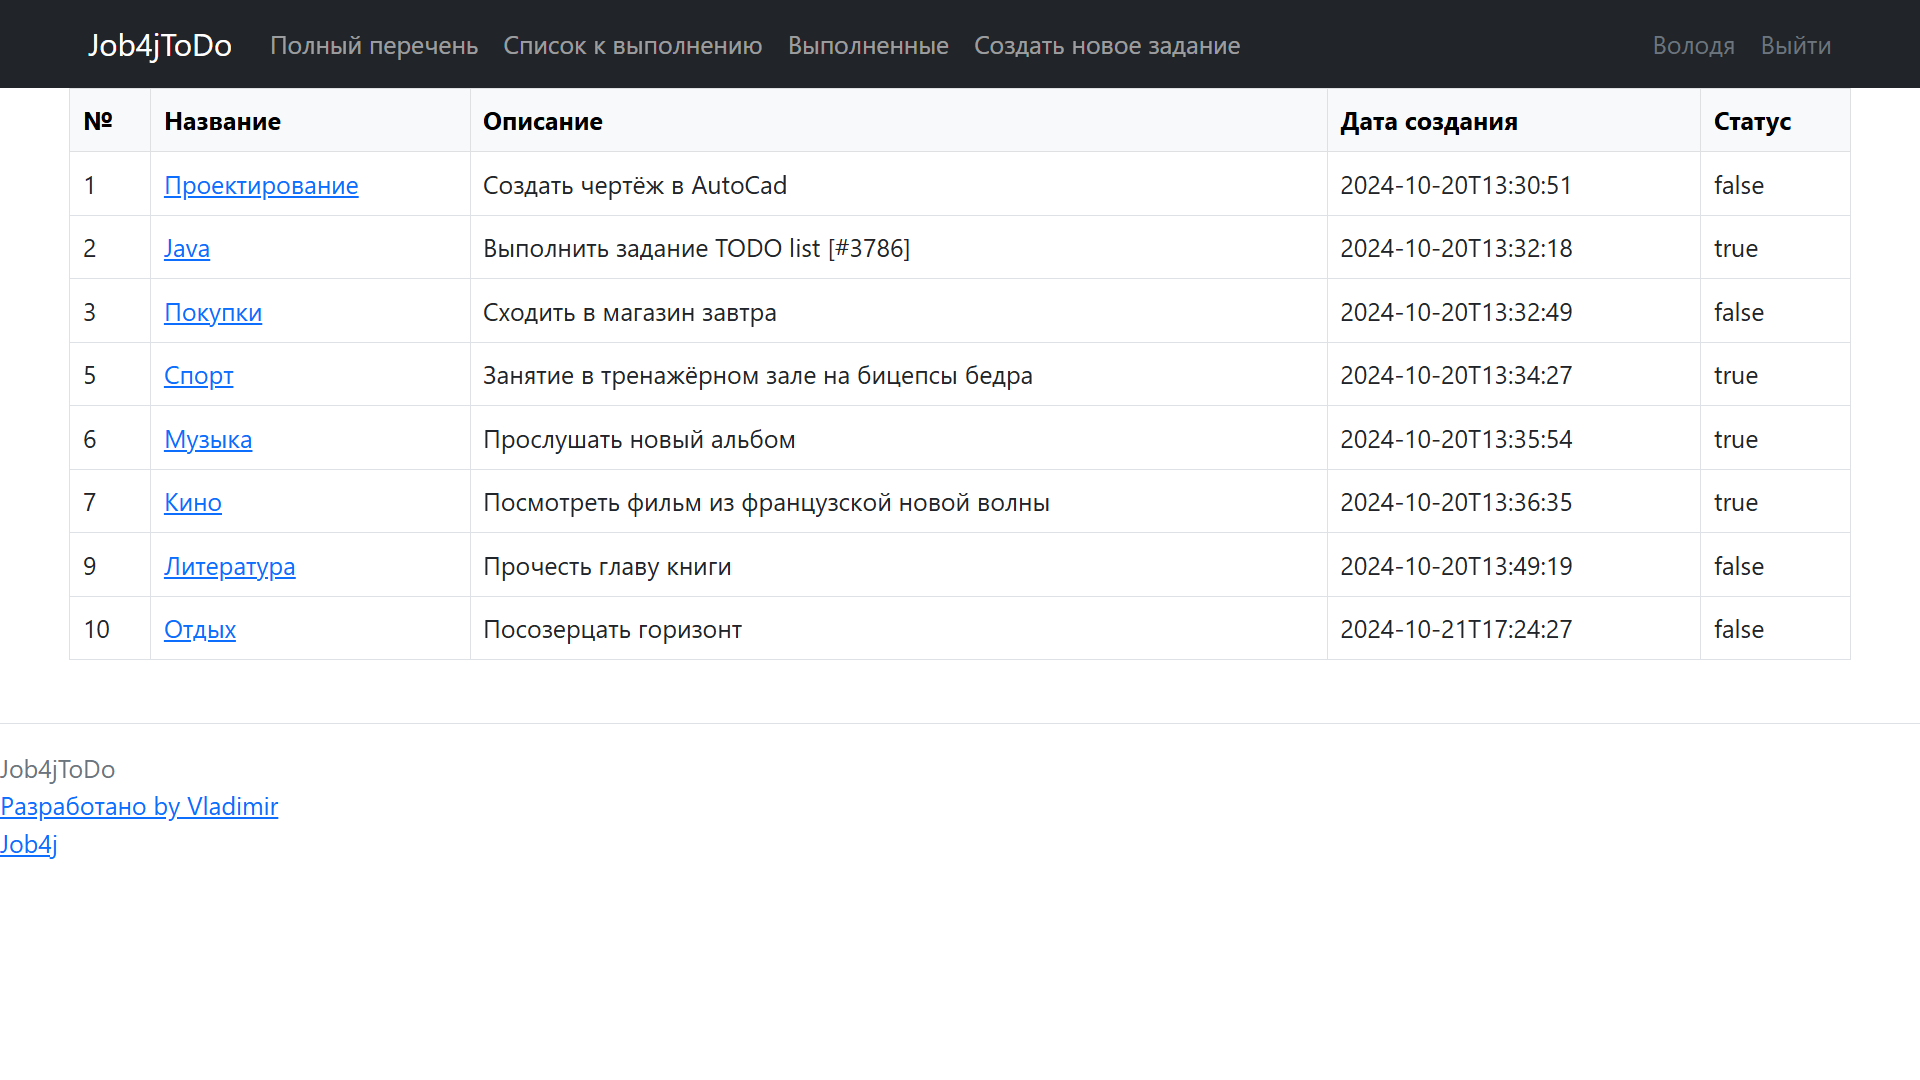 Job4jToDo Полный перечень Список к выполнению Выполненные Создать новое задание Володя Выйти
№ Название Описание Дата создания Статус
1 Проектирование Создать чертёж в AutoCad 2024-10-20T13:30:51 false
2 Java Выполнить задание TODO list [#3786] 2024-10-20T13:32:18 true
3 Покупки Сходить в магазин завтра 2024-10-20T13:32:49 false
5 Спорт Занятие в тренажёрном зале на бицепсы бедра 2024-10-20T13:34:27 true
6 Музыка Прослушать новый альбом 2024-10-20T13:35:54 true
7 Кино Посмотреть фильм из французской новой волны 2024-10-20T13:36:35 true
9 Литература Прочесть главу книги 2024-10-20T13:49:19 false
10 Отдых Посозерцать горизонт 2024-10-21T17:24:27 false
Job4jToDo
Разработано by Vladimir
Job4j